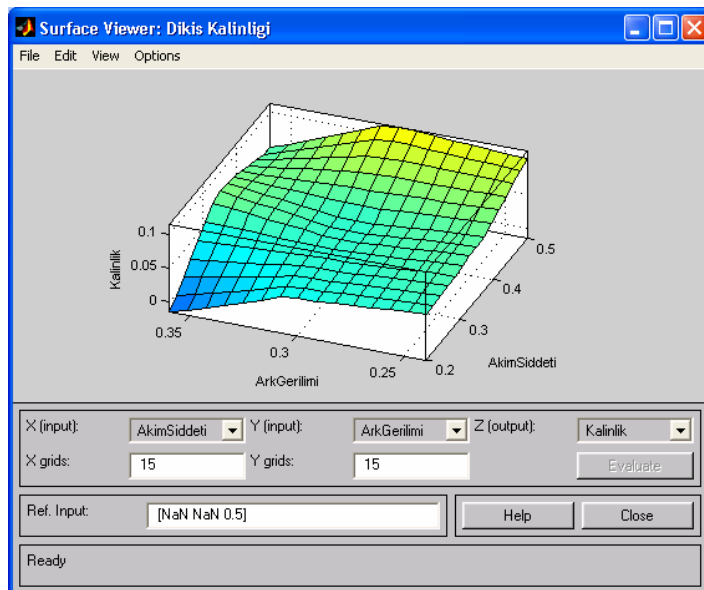 Surface Viewer: Dikis Kalinligi
File Edit View Options
0.1
0.05
0
Kalinlik
0.35
0.3
0.25
ArkGerilimi
0.2
0.3
0.4
0.5
AkimSiddeti
X (input): AkimSiddeti Y (input): ArkGerilimi Z (output): Kalinlik
X grids: 15 Y grids: 15 Evaluate
Ref. Input: [NaN NaN 0.5] Help Close
Ready